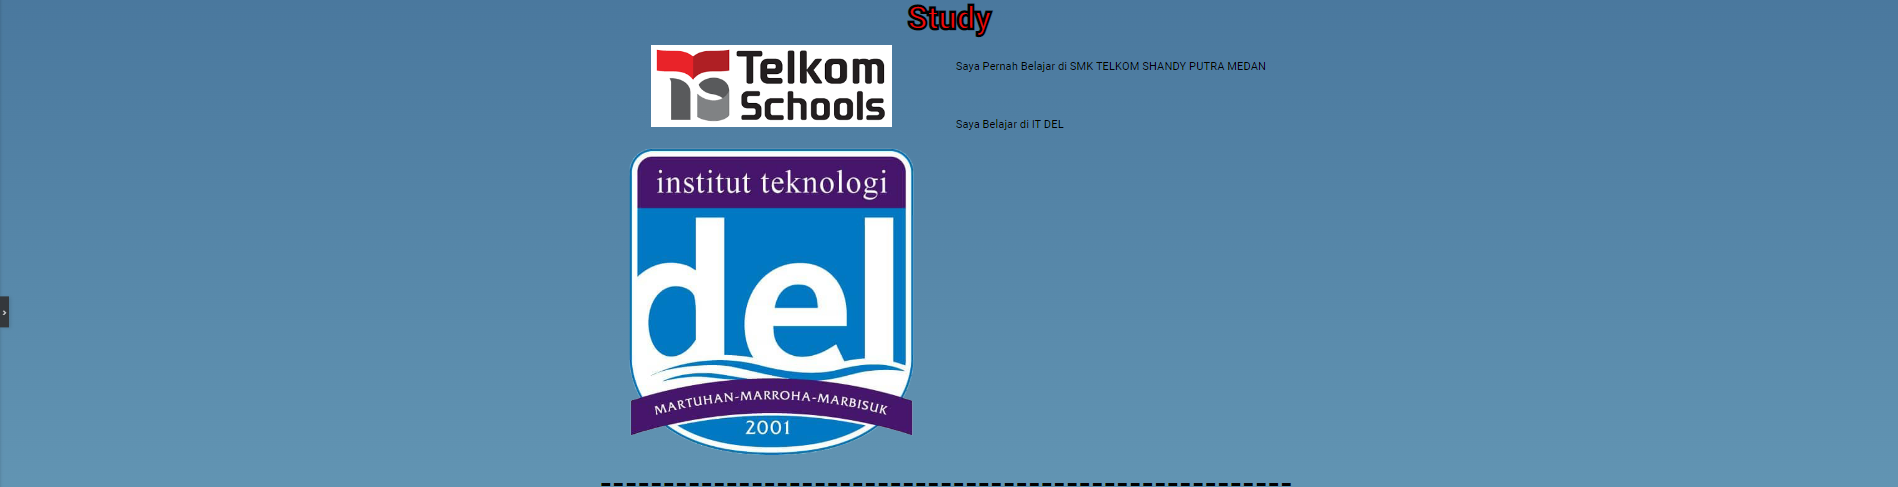 Study
Telkom
Schools
Saya Pernah Belajar di SMK TELKOM SHANDY PUTRA MEDAN
Saya Belajar di IT DEL
institut teknologi
del
MARTUHAN-MARROHA-MARBISUK
2001